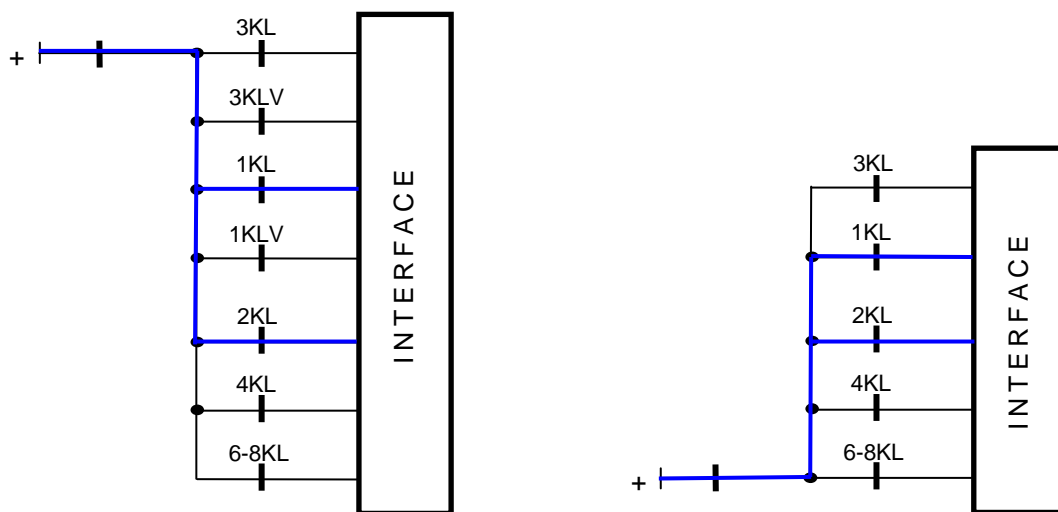 3KL
+
3KLV
1KL
1KLV
2KL
4KL
6-8KL
INTERFACE
3KL
1KL
2KL
4KL
6-8KL
+
INTERFACE